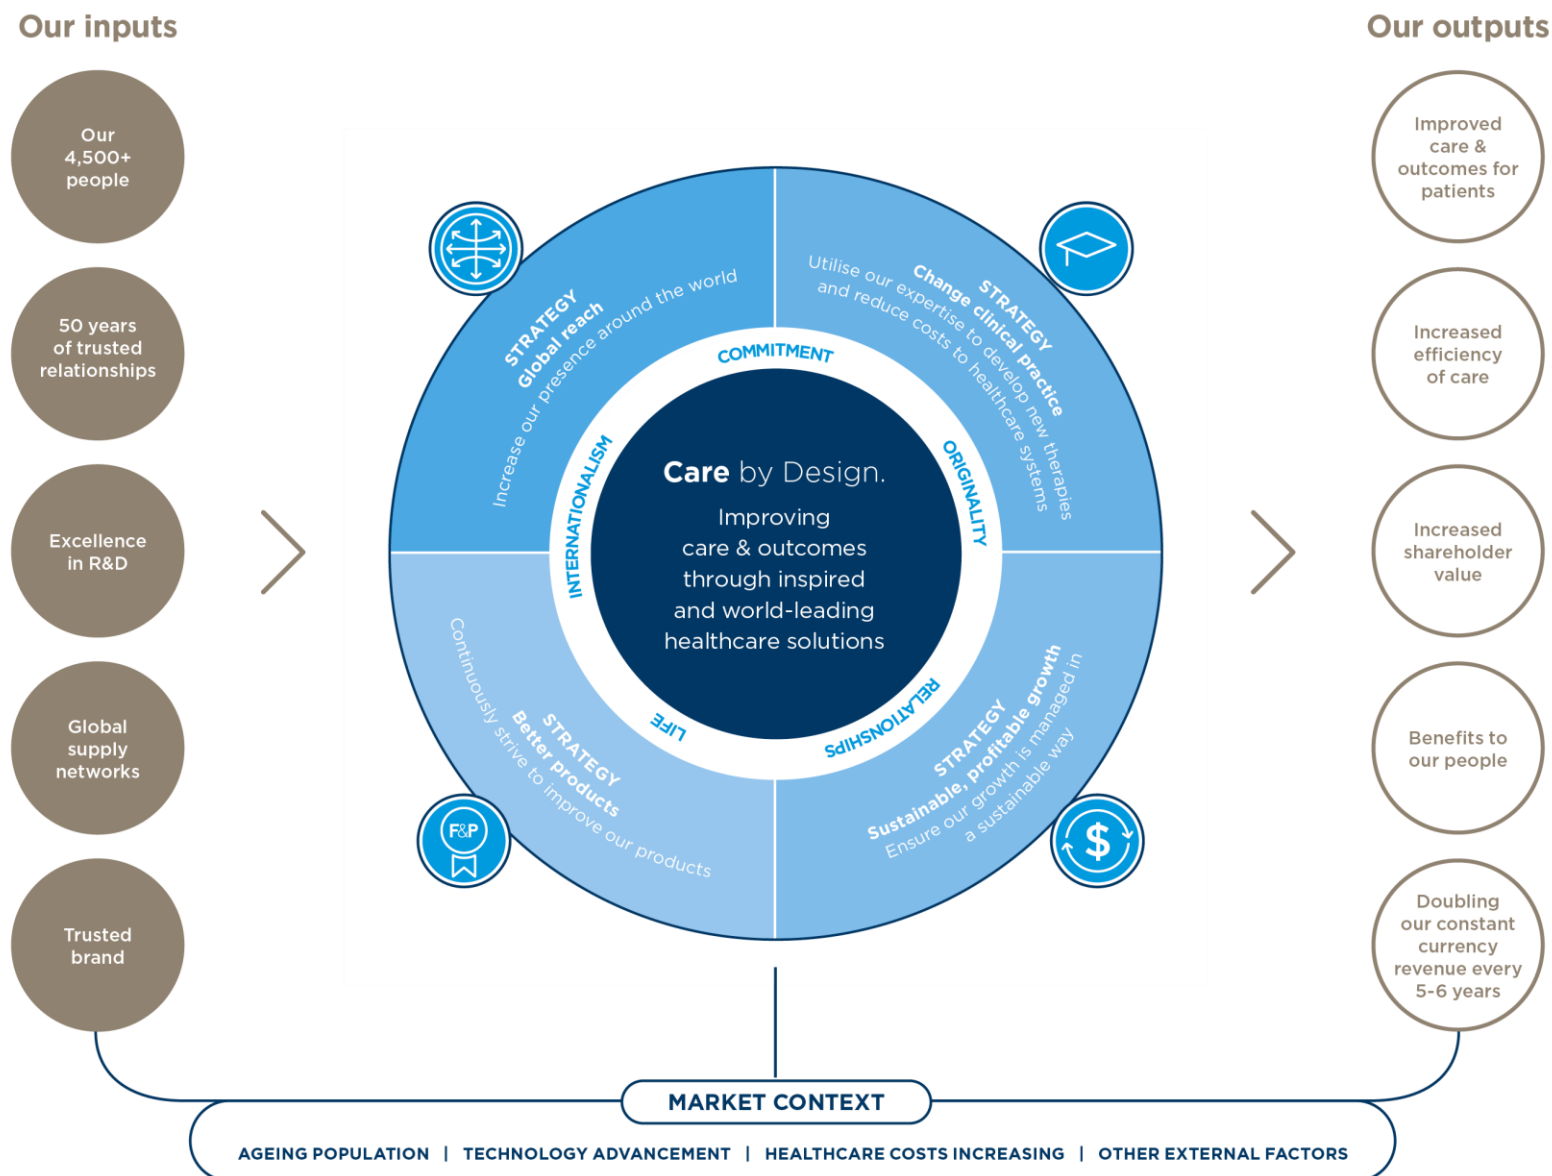 Our inputs
Our
4,500+
people
50 years
of trusted
relationships
Excellence
in R&D
Global
supply
networks
Trusted
brand
STRATEGY
Global reach
Increase our presence around the world
STRATEGY
Change clinical practice
Utilise our expertise to develop new therapies
and reduce costs to healthcare systems
STRATEGY
Better products
Continuously strive to improve our products
F&P
STRATEGY
Sustainable, profitable growth
Ensure our growth is managed in
a sustainable way
$
COMMITMENT
ORIGINALITY
RELATIONSHIPS
LIFE
INTERNATIONALISM
Care by Design.
Improving
care & outcomes
through inspired
and world-leading
healthcare solutions
Our outputs
Improved
care &
outcomes for
patients
Increased
efficiency
of care
Increased
shareholder
value
Benefits to
our people
Doubling
our constant
currency
revenue every
5-6 years
MARKET CONTEXT
AGEING POPULATION | TECHNOLOGY ADVANCEMENT | HEALTHCARE COSTS INCREASING | OTHER EXTERNAL FACTORS